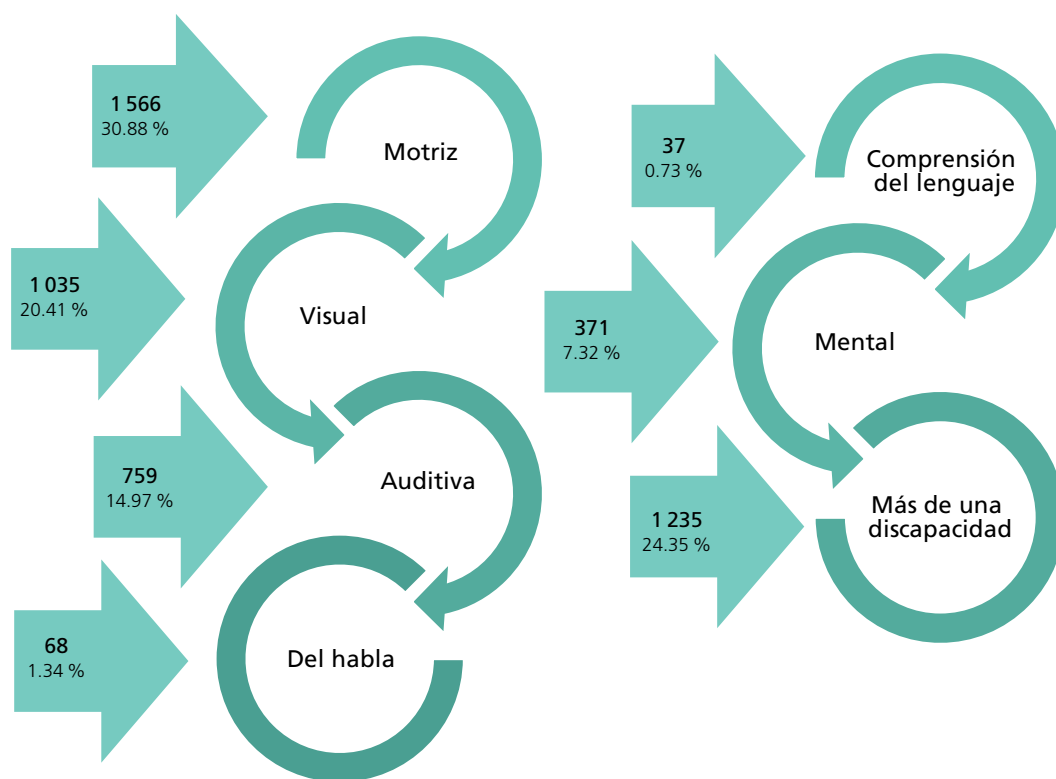 1 566
30.88 %
Motriz
1 035
20.41 %
Visual
759
14.97 %
Auditiva
68
1.34 %
Del habla
37
0.73 %
Comprensión
del lenguaje
371
7.32 %
Mental
1 235
24.35 %
Más de una
discapacidad